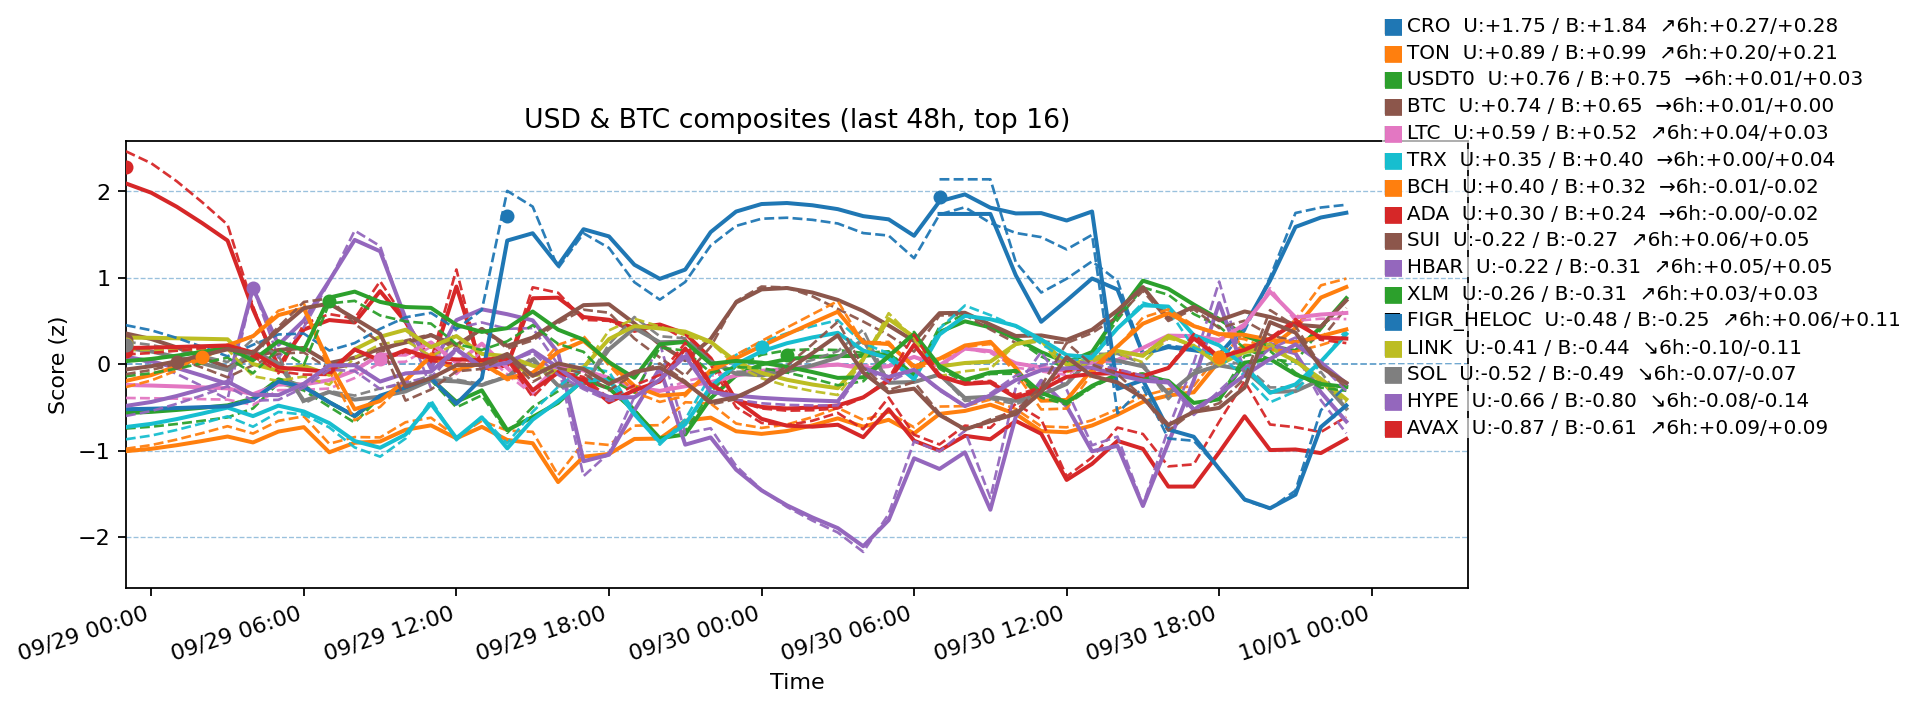 CRO  U:+1.75 / B:+1.84  ↗6h:+0.27/+0.28
TON  U:+0.89 / B:+0.99  ↗6h:+0.20/+0.21
USDT0  U:+0.76 / B:+0.75  →6h:+0.01/+0.03
BTC  U:+0.74 / B:+0.65  →6h:+0.01/+0.00
LTC  U:+0.59 / B:+0.52  ↗6h:+0.04/+0.03
TRX  U:+0.35 / B:+0.40  →6h:+0.00/+0.04
BCH  U:+0.40 / B:+0.32  →6h:-0.01/-0.02
ADA  U:+0.30 / B:+0.24  →6h:-0.00/-0.02
SUI  U:-0.22 / B:-0.27  ↗6h:+0.06/+0.05
HBAR  U:-0.22 / B:-0.31  ↗6h:+0.05/+0.05
XLM  U:-0.26 / B:-0.31  ↗6h:+0.03/+0.03
FIGR_HELOC  U:-0.48 / B:-0.25  ↗6h:+0.06/+0.11
LINK  U:-0.41 / B:-0.44  ↘6h:-0.10/-0.11
SOL  U:-0.52 / B:-0.49  ↘6h:-0.07/-0.07
HYPE  U:-0.66 / B:-0.80  ↘6h:-0.08/-0.14
AVAX  U:-0.87 / B:-0.61  ↗6h:+0.09/+0.09
USD & BTC composites (last 48h, top 16)
Score (z)
2
1
0
−1
−2
09/29 00:00
09/29 06:00
09/29 12:00
09/29 18:00
09/30 00:00
09/30 06:00
09/30 12:00
09/30 18:00
10/01 00:00
Time